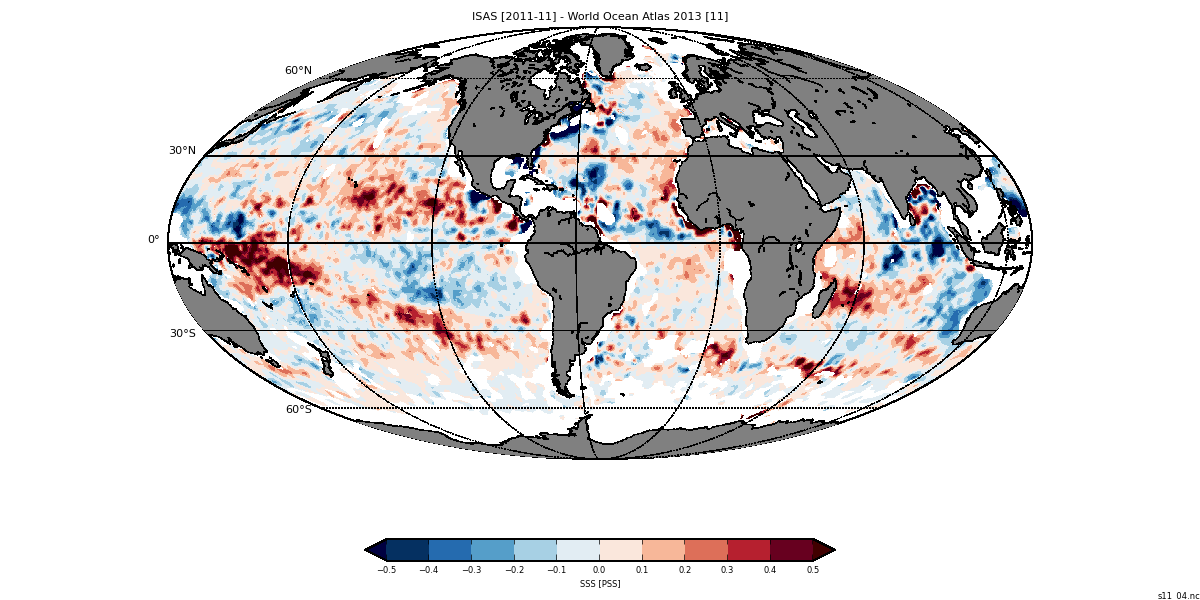 ISAS [2011-11] - World Ocean Atlas 2013 [11]
60°N
30°N
0°
30°S
60°S
−0.5 −0.4 −0.3 −0.2 −0.1 0.0 0.1 0.2 0.3 0.4 0.5
SSS [PSS]
s11_04.nc